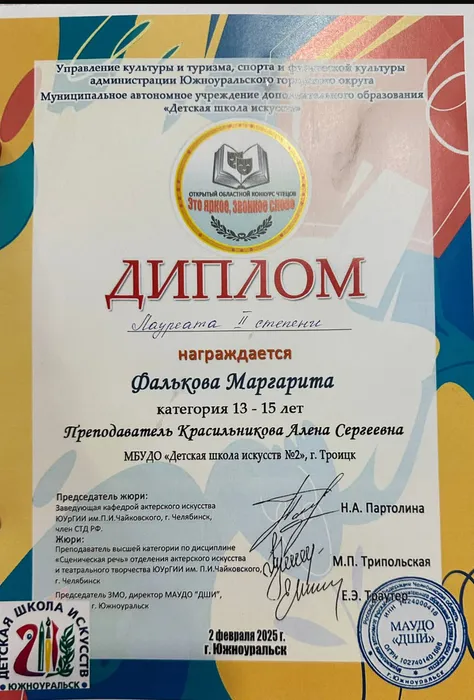 Управление культуры и туризма, спорта и физической культуры
администрации Южноуральского городского округа
Муниципальное автономное учреждение дополнительного образования
«Детская школа искусств»
ОТКРЫТЫЙ ОБЛАСТНОЙ КОНКУРС ЧТЕЦОВ
Это яркое, звонкое слово
ДИПЛОМ
Лауреата II степени
награждается
Фалькова Маргарита
категория 13 - 15 лет
Преподаватель Красильникова Алена Сергеевна
МБУДО «Детская школа искусств №2», г. Троицк
Председатель жюри:
Заведующая кафедрой актерского искусства
ЮУрГИИ им.П.И.Чайковского, г. Челябинск,
член СТД РФ.
Н.А. Партолина
Жюри:
Преподаватель высшей категории по дисциплине
«Сценическая речь» отделения актерского искусства
и театрального творчества ЮУрГИИ им. П.И.Чайковского,
г. Челябинск
М.П. Трипольская
Председатель ЗМО, директор МАУДО "ДШИ",
г. Южноуральск
Е.Э. Траутер
2 февраля 2025 г.
г. Южноуральск
ДЕТСКАЯ ШКОЛА ИСКУССТВ
ЮЖНОУРАЛЬСК
МАУДО
«ДШИ»
г. Южноуральск